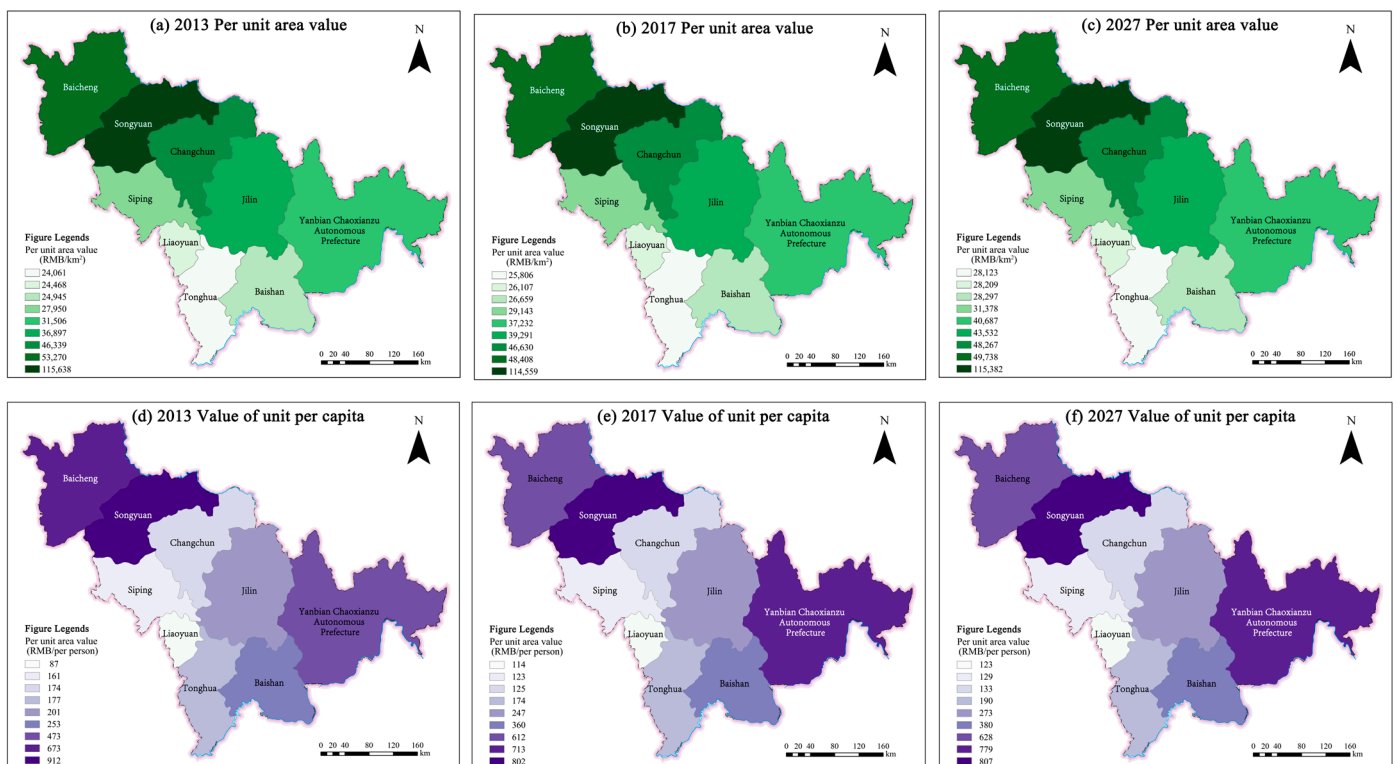 (a) 2013 Per unit area value
N
Baicheng
Songyuan
Changchun
Siping
Jilin
Yanbian Chaoxianzu
Autonomous
Prefecture
Liaoyuan
Tonghua
Baishan
Figure Legends
Per unit area value
(RMB/km²)
24,061
24,468
24,945
27,950
31,506
36,897
46,339
53,270
115,638
0 20 40 80 120 160
km
(b) 2017 Per unit area value
N
Baicheng
Songyuan
Changchun
Siping
Jilin
Yanbian Chaoxianzu
Autonomous
Prefecture
Liaoyuan
Tonghua
Baishan
Figure Legends
Per unit area value
(RMB/km²)
25,806
26,107
26,659
29,143
37,232
39,291
46,630
48,408
114,559
0 20 40 80 120 160
km
(c) 2027 Per unit area value
N
Baicheng
Songyuan
Changchun
Siping
Jilin
Yanbian Chaoxianzu
Autonomous
Prefecture
Liaoyuan
Tonghua
Baishan
Figure Legends
Per unit area value
(RMB/km²)
28,123
28,209
28,297
31,378
40,687
43,532
48,267
49,738
115,382
0 20 40 80 120 160
km
(d) 2013 Value of unit per capita
N
Baicheng
Songyuan
Changchun
Siping
Jilin
Yanbian Chaoxianzu
Autonomous
Prefecture
Liaoyuan
Tonghua
Baishan
Figure Legends
Per unit area value
(RMB/per person)
87
161
174
177
201
253
473
673
912
0 20 40 80 120 160
km
(e) 2017 Value of unit per capita
N
Baicheng
Songyuan
Changchun
Siping
Jilin
Yanbian Chaoxianzu
Autonomous
Prefecture
Liaoyuan
Tonghua
Baishan
Figure Legends
Per unit area value
(RMB/per person)
114
123
125
174
247
360
612
713
802
0 20 40 80 120 160
km
(f) 2027 Value of unit per capita
N
Baicheng
Songyuan
Changchun
Siping
Jilin
Yanbian Chaoxianzu
Autonomous
Prefecture
Liaoyuan
Tonghua
Baishan
Figure Legends
Per unit area value
(RMB/per person)
123
129
133
190
273
380
628
779
807
0 20 40 80 120 160
km